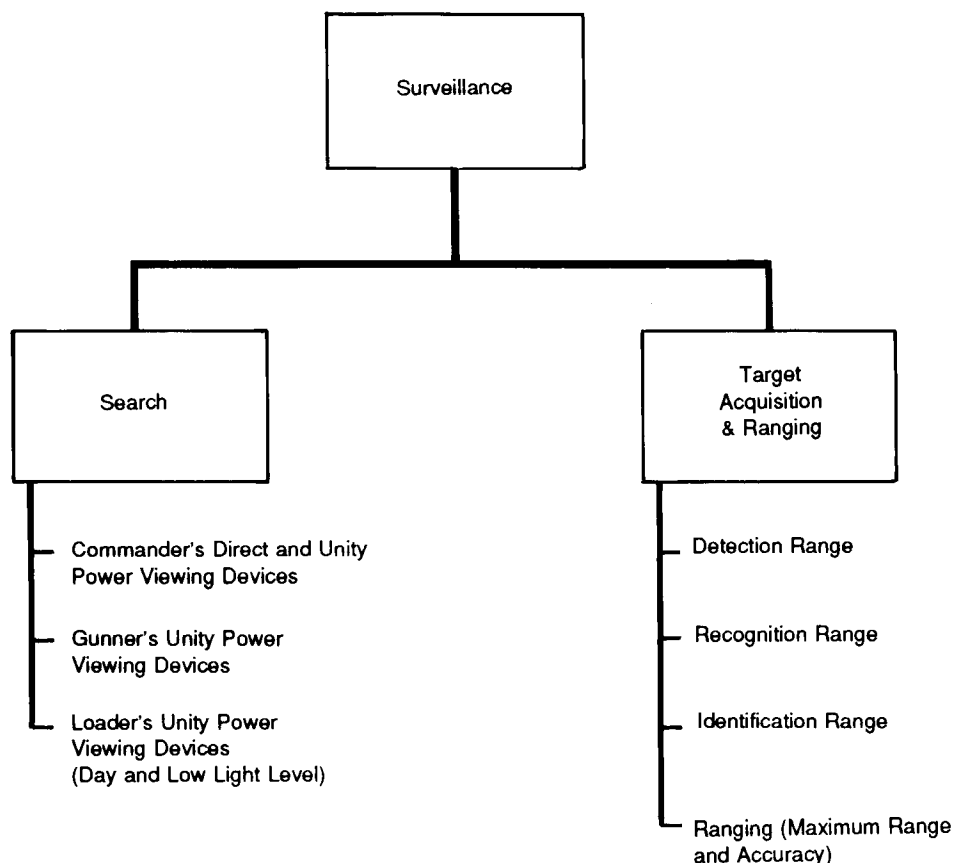 Surveillance
Search
Commander's Direct and Unity
Power Viewing Devices
Gunner's Unity Power
Viewing Devices
Loader's Unity Power
Viewing Devices
(Day and Low Light Level)
Target
Acquisition
& Ranging
Detection Range
Recognition Range
Identification Range
Ranging (Maximum Range
and Accuracy)